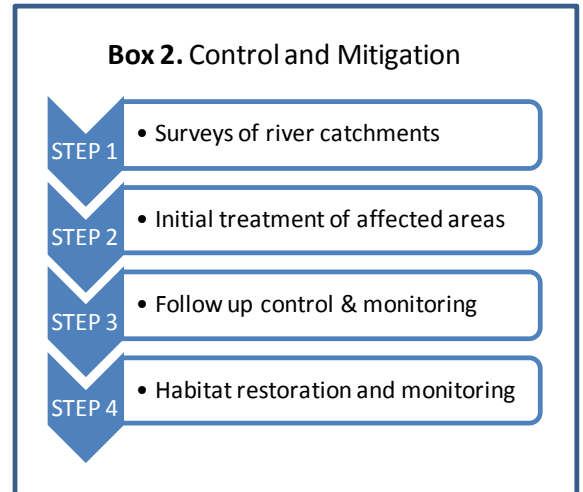 Box 2. Control and Mitigation
STEP 1
• Surveys of river catchments
STEP 2
• Initial treatment of affected areas
STEP 3
• Follow up control & monitoring
STEP 4
• Habitat restoration and monitoring